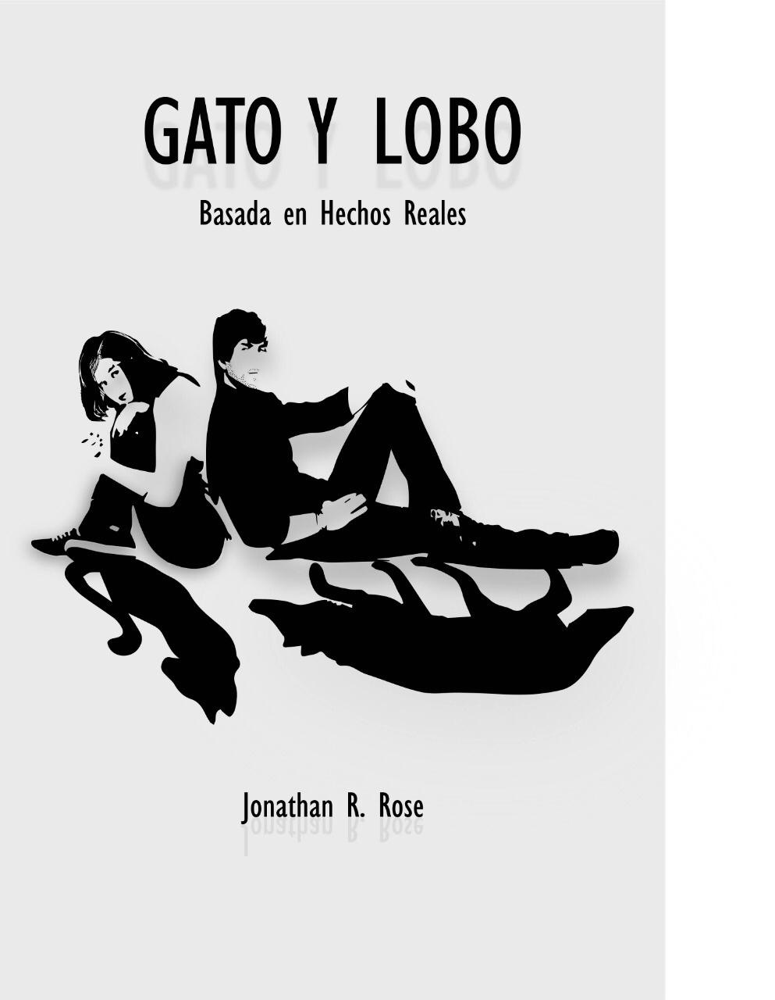 GATO Y LOBO
Basada en Hechos Reales
Jonathan R. Rose